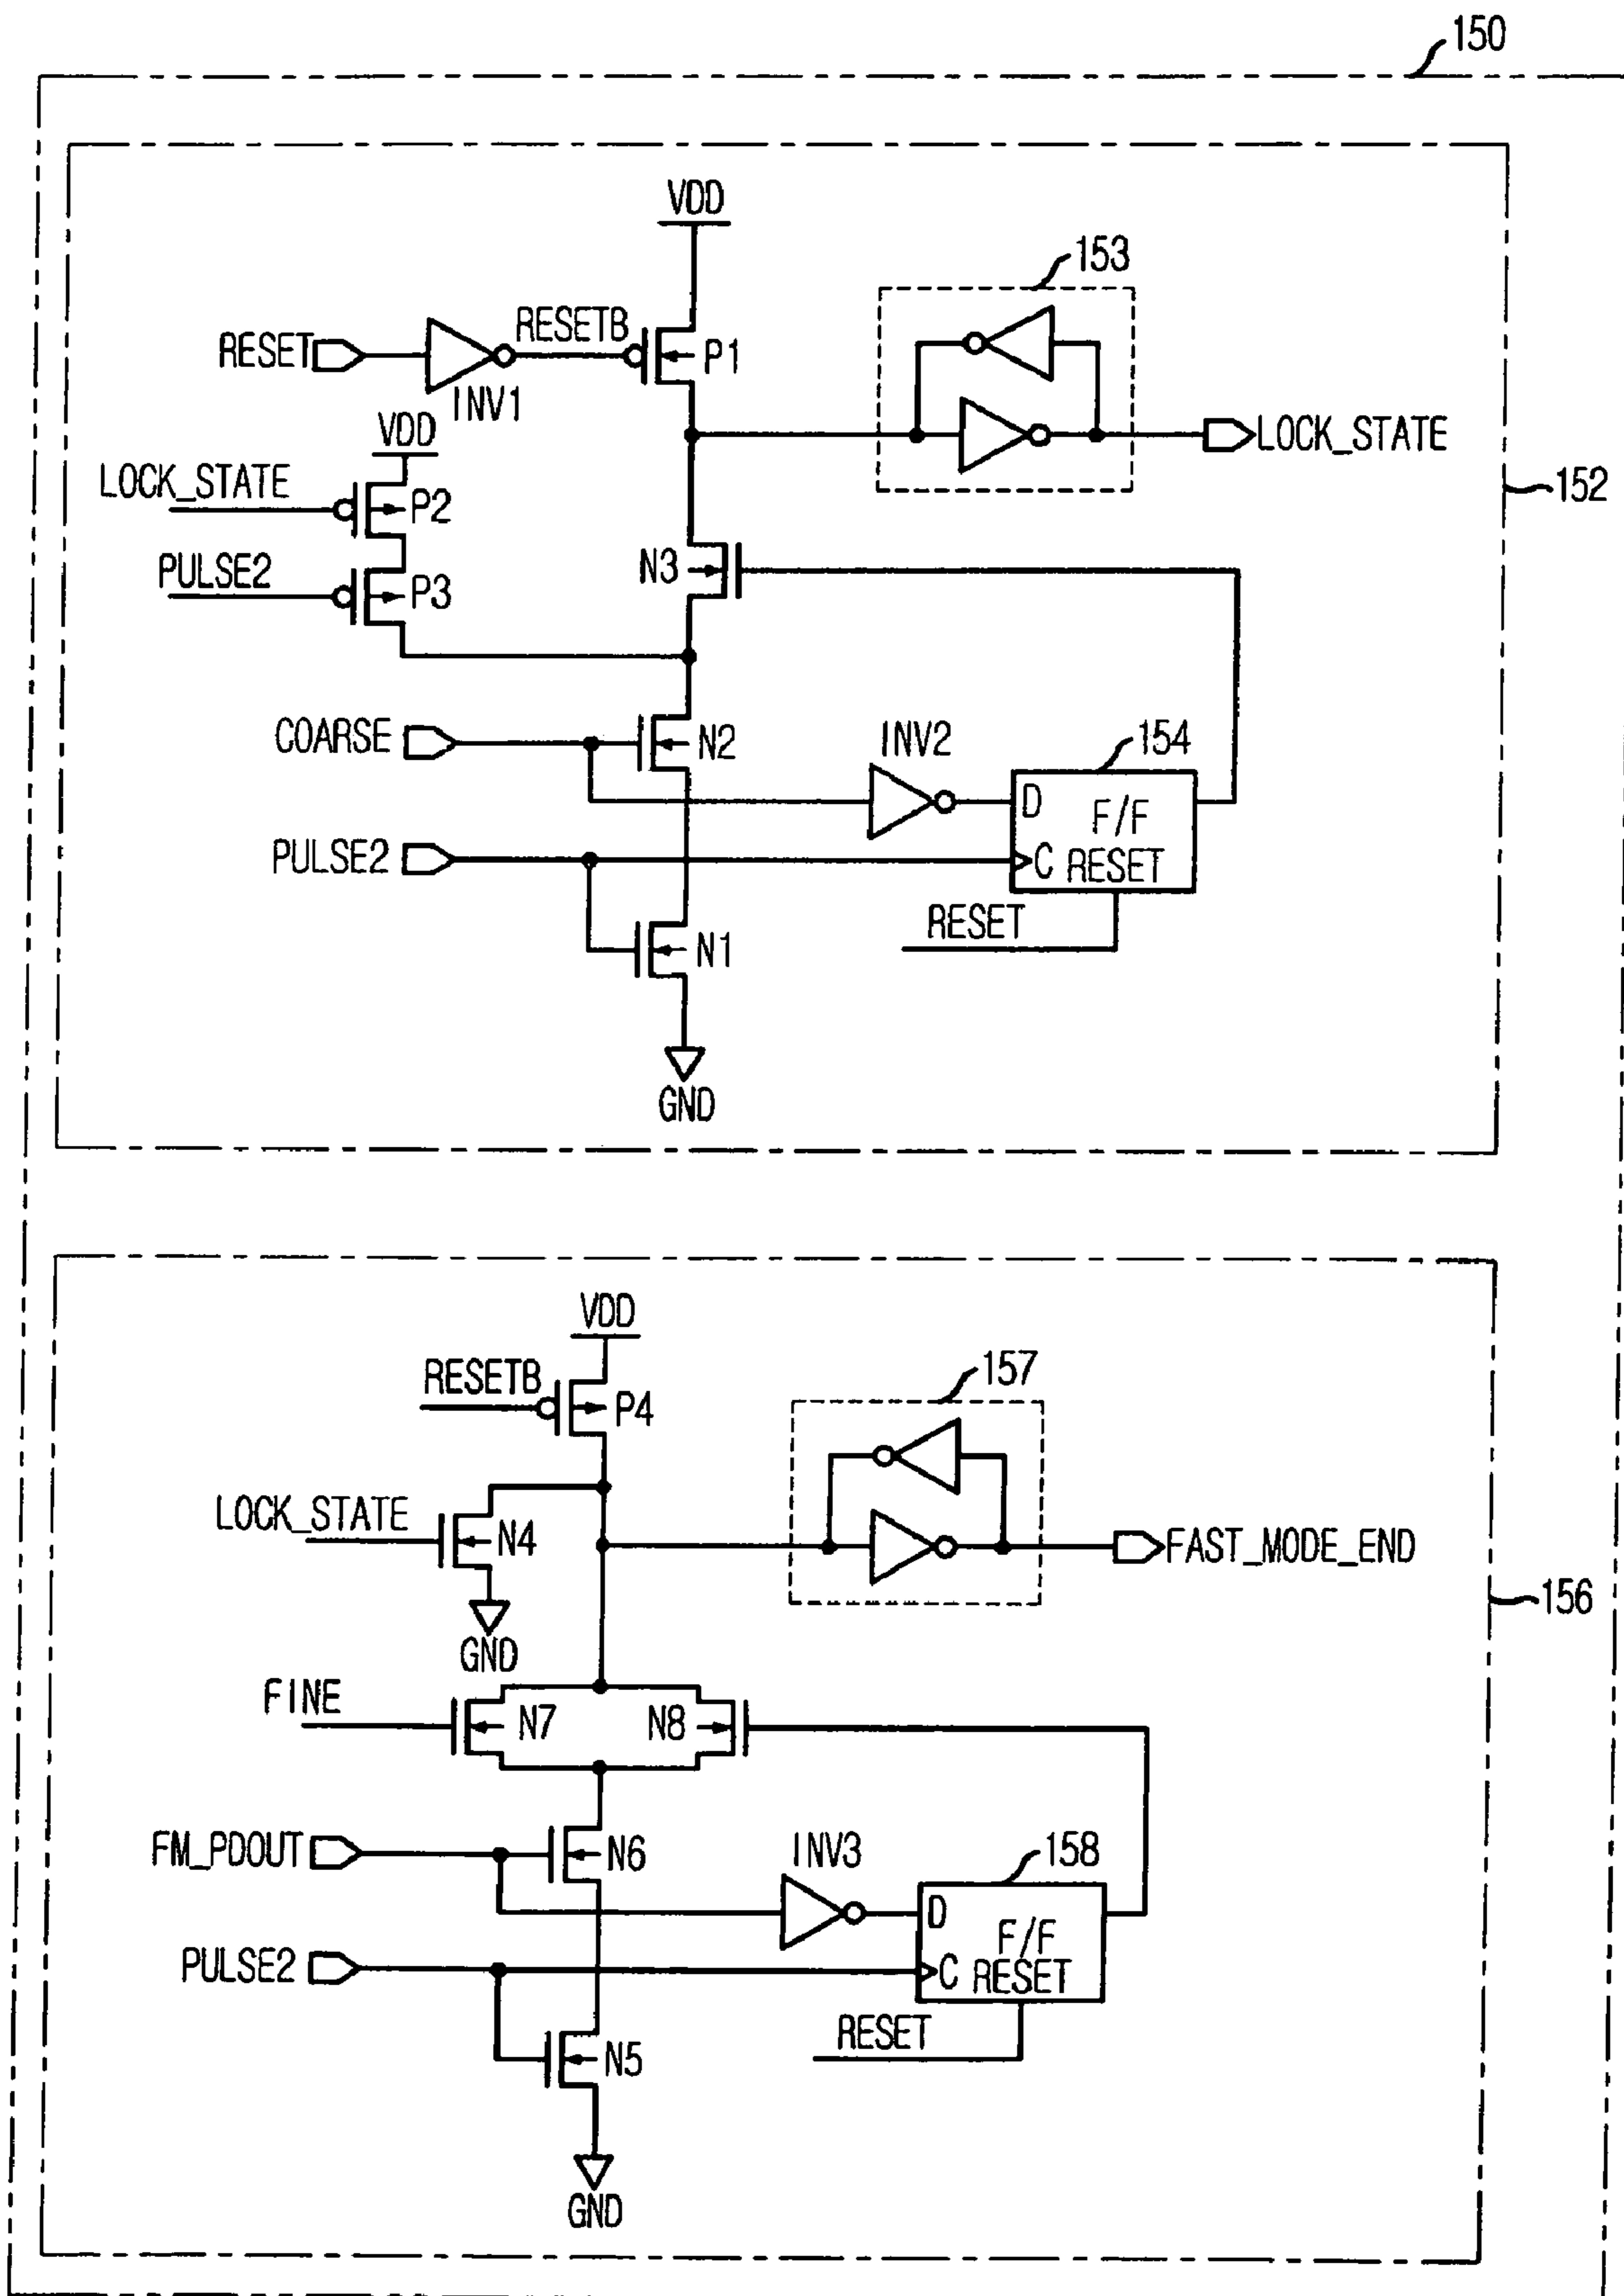 150
VDD
153
RESET
RESETB
P1
INV1
VDD
LOCK_STATE
LOCK_STATE
P2
152
PULSE2
P3
N3
COARSE
N2
INV2
154
D
F/F
PULSE2
C
RESET
RESET
N1
GND
VDD
157
RESETB
P4
LOCK_STATE
N4
FAST_MODE_END
156
GND
FINE
N7
N8
FM_PDOUT
N6
INV3
158
D
F/F
PULSE2
C
RESET
RESET
N5
GND